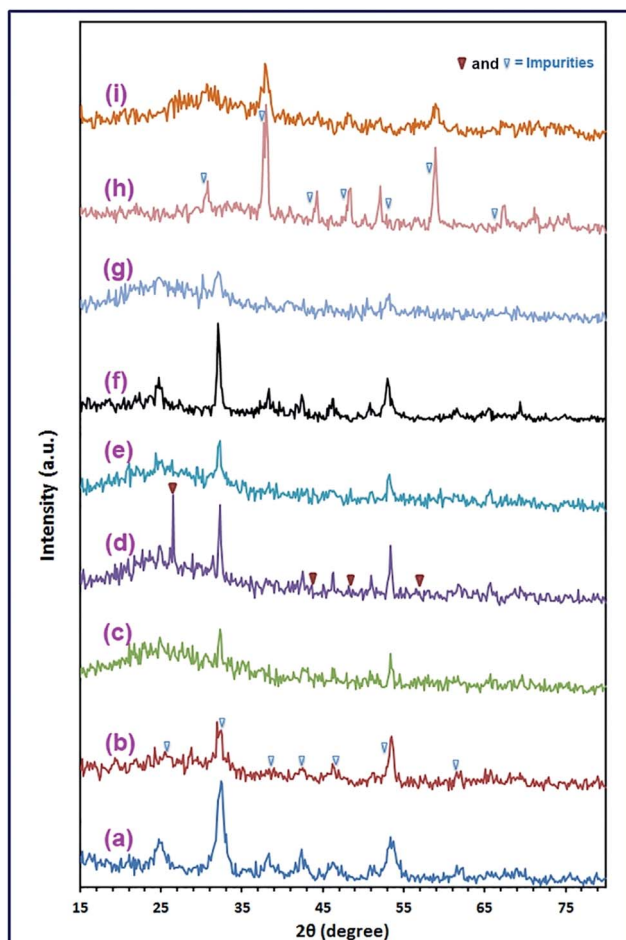 ▼ and ▽ = Impurities
(i)
(h)
(g)
(f)
(e)
(d)
(c)
(b)
(a)
Intensity (a.u.)
15 25 35 45 55 65 75
2θ (degree)